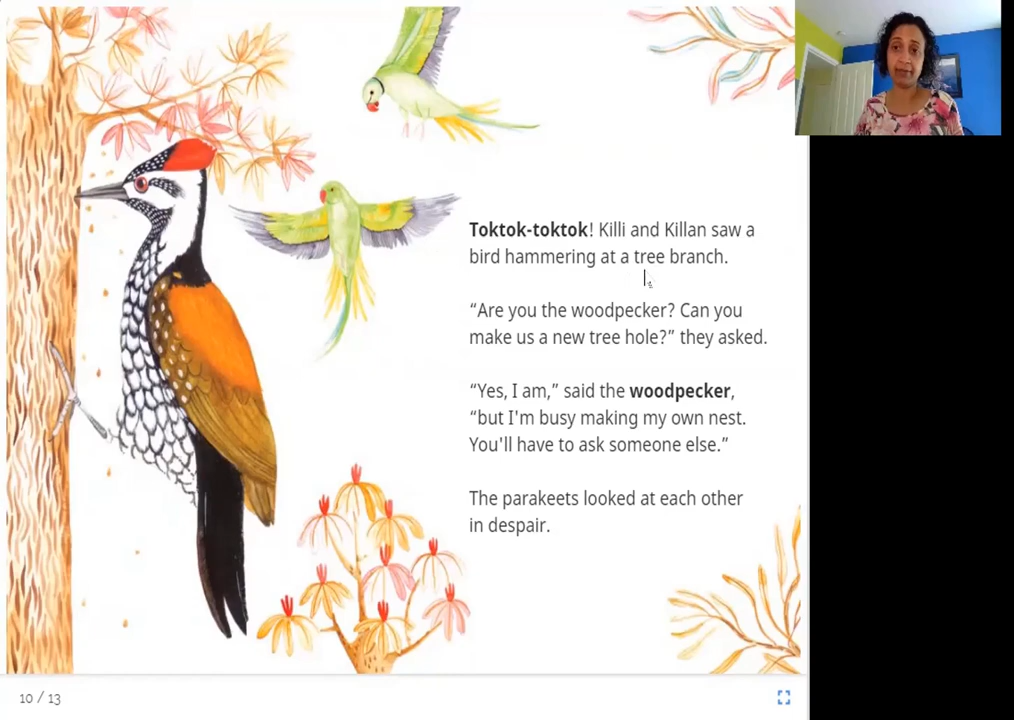 Toktok-toktok! Killi and Killan saw a
bird hammering at a tree branch.
“Are you the woodpecker? Can you
make us a new tree hole?” they asked.
“Yes, I am,” said the woodpecker,
“but I'm busy making my own nest.
You'll have to ask someone else.”
The parakeets looked at each other
in despair.
10 / 13